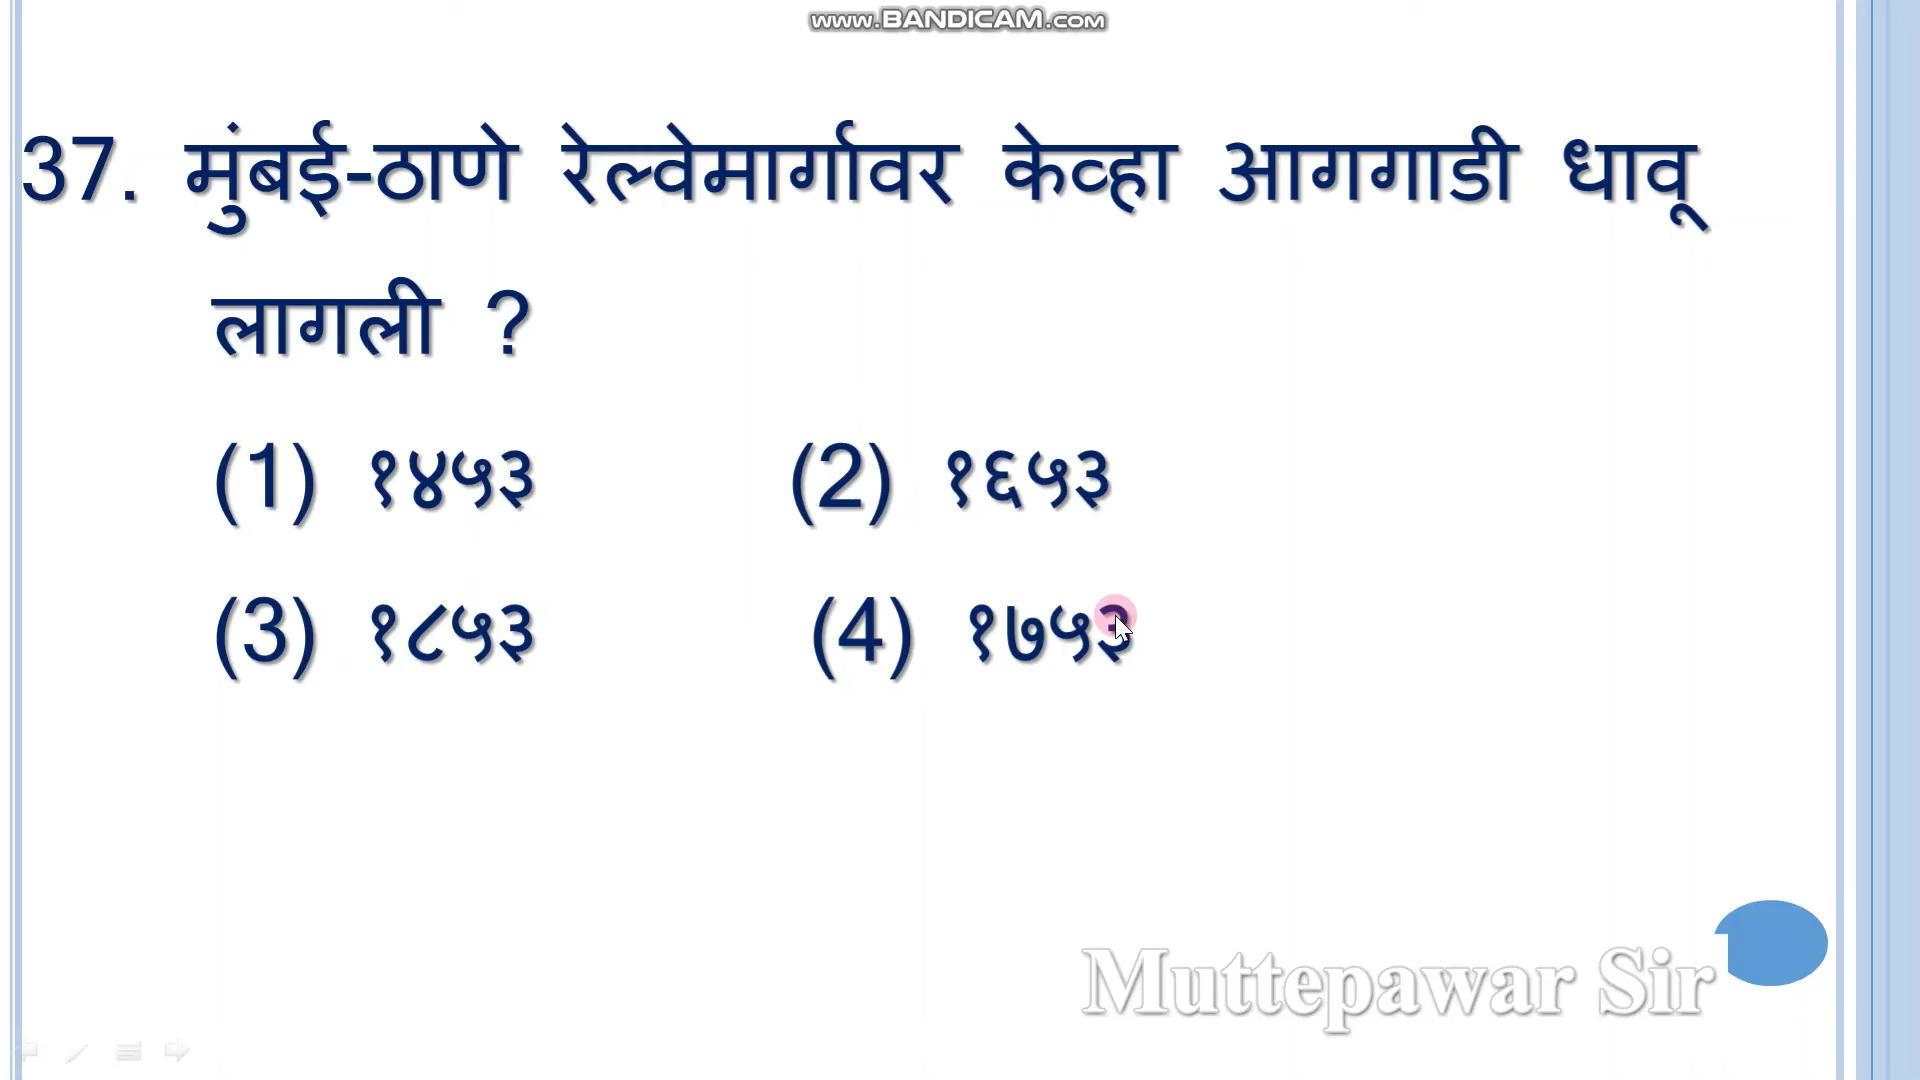 www.BANDICAM.com
37. मुंबई-ठाणे रेल्वेमार्गावर केव्हा आगगाडी धावू
लागली ?
(1) १४५३ (2) १६५३
(3) १८५३ (4) १७५३
Muttepawar Sir